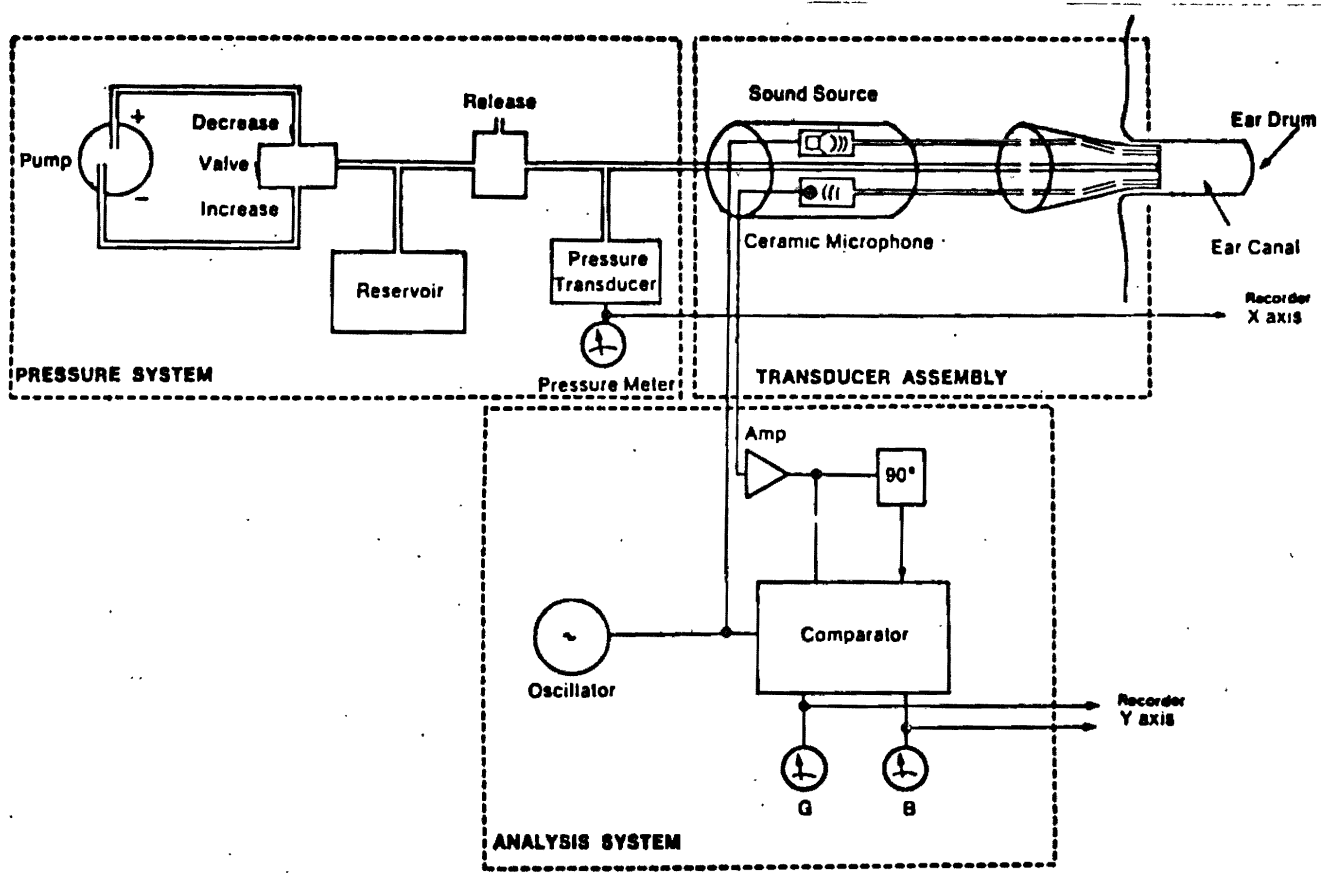 Pump
+
−
Decrease
Valve
Increase
Release
Reservoir
Pressure
Transducer
Pressure Meter
PRESSURE SYSTEM
Sound Source
Ceramic Microphone
TRANSDUCER ASSEMBLY
Ear Drum
Ear Canal
Recorder
X axis
Amp
90°
~
Oscillator
Comparator
Recorder
Y axis
G
B
ANALYSIS SYSTEM